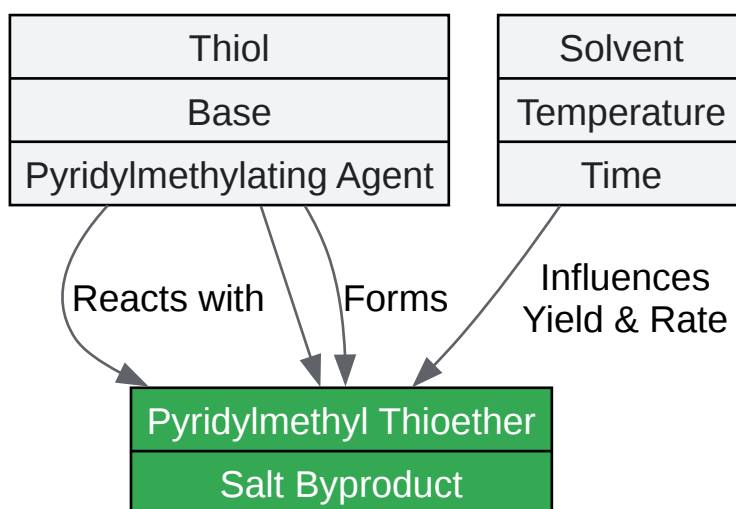 Thiol
Base
Pyridylmethylating Agent
Solvent
Temperature
Time
Reacts with
Forms
Influences
Yield & Rate
Pyridylmethyl Thioether
Salt Byproduct